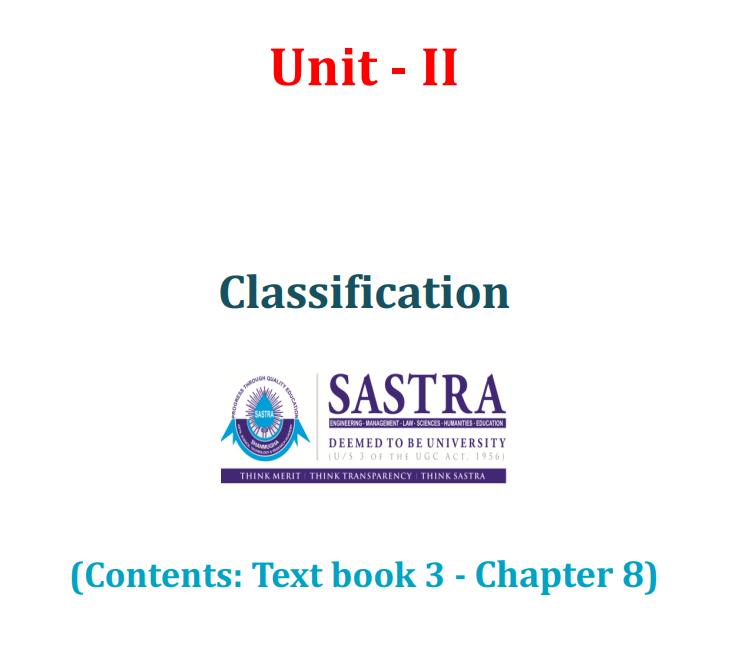 Unit - II
Classification
PROGRESS THROUGH QUALITY EDUCATION
SASTRA
SHANMUGHA
SASTRA
ENGINEERING · MANAGEMENT · LAW · SCIENCES · HUMANITIES · EDUCATION
DEEMED TO BE UNIVERSITY
(U/S 3 OF THE UGC ACT, 1956)
THINK MERIT | THINK TRANSPARENCY | THINK SASTRA
(Contents: Text book 3 - Chapter 8)